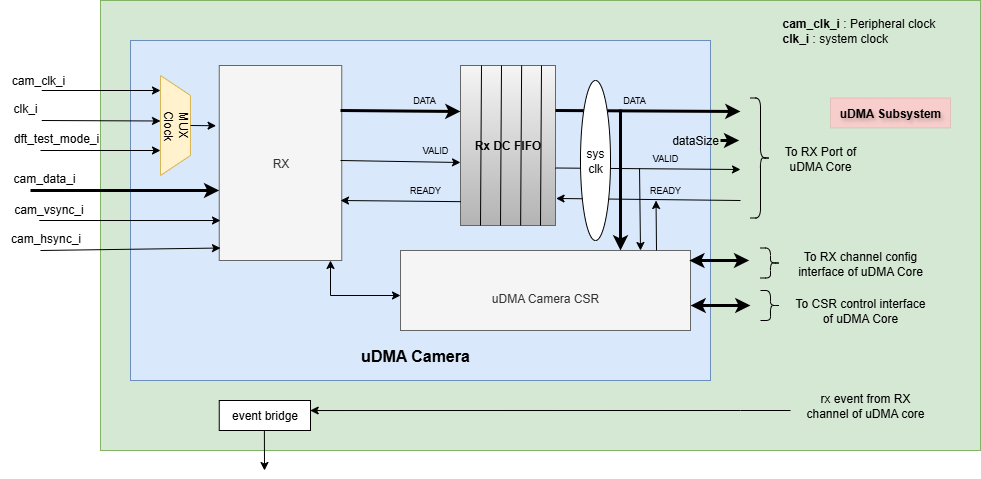 cam_clk_i : Peripheral clock
clk_i : system clock
cam_clk_i
clk_i
dft_test_mode_i
cam_data_i
cam_vsync_i
cam_hsync_i
MUX
Clock
RX
DATA
VALID
READY
Rx DC FIFO
sys
clk
DATA
dataSize
VALID
READY
uDMA Subsystem
To RX Port of
uDMA Core
uDMA Camera CSR
To RX channel config
interface of uDMA Core
To CSR control interface
of uDMA Core
uDMA Camera
event bridge
rx event from RX
channel of uDMA core